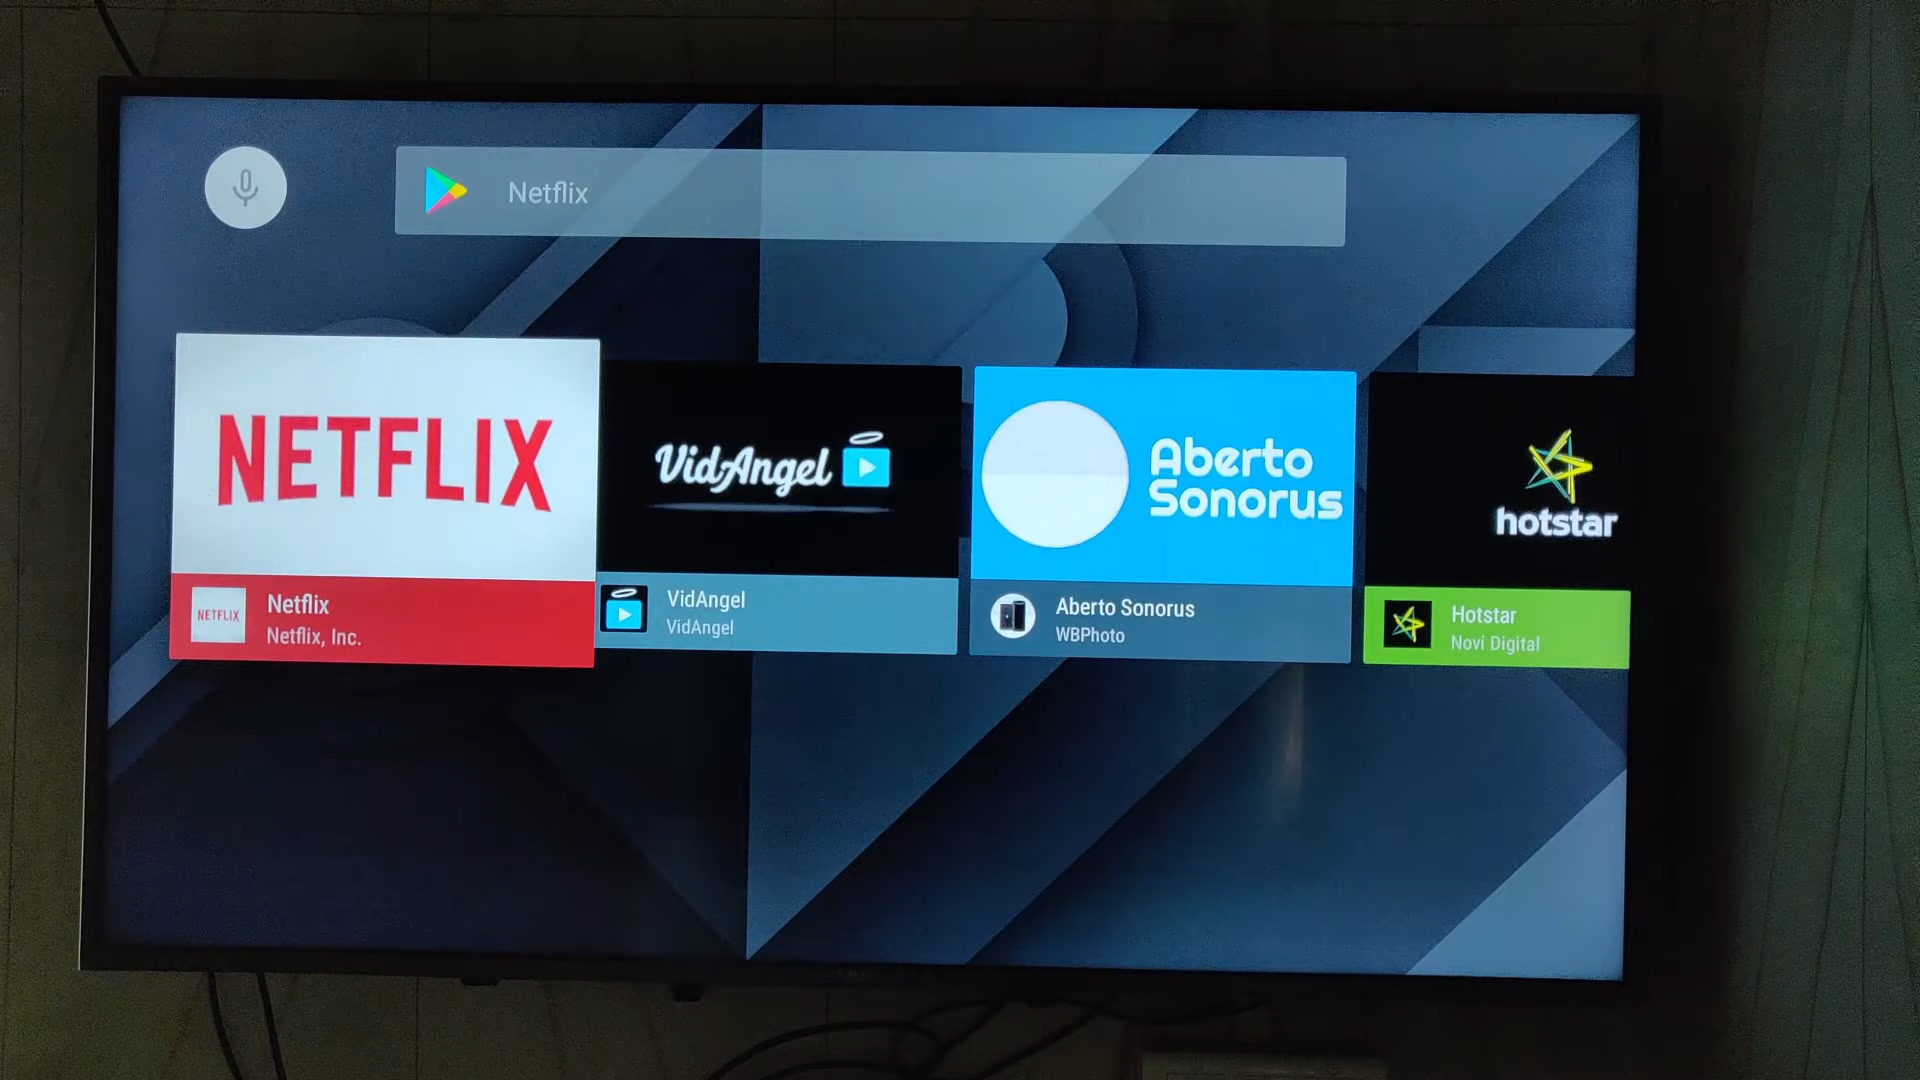 Netflix
NETFLIX
VidAngel
Aberto
Sonorus
hotstar
NETFLIX
Netflix
Netflix, Inc.
VidAngel
VidAngel
Aberto Sonorus
WBPhoto
Hotstar
Novi Digital